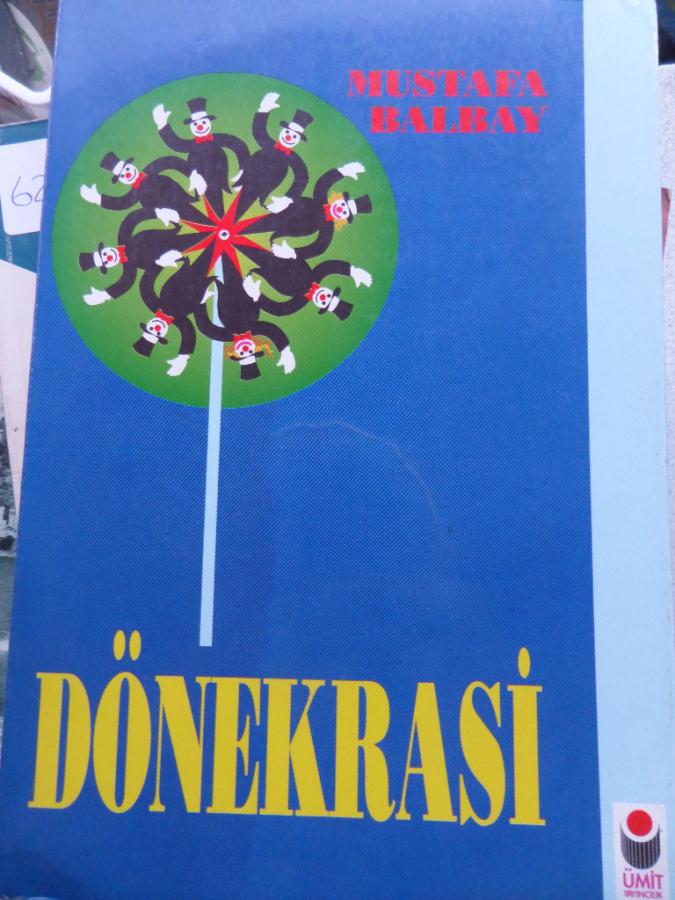 MUSTAFA
BALBAY
DÖNEKRASİ
ÜMİT
YAYINCILIK